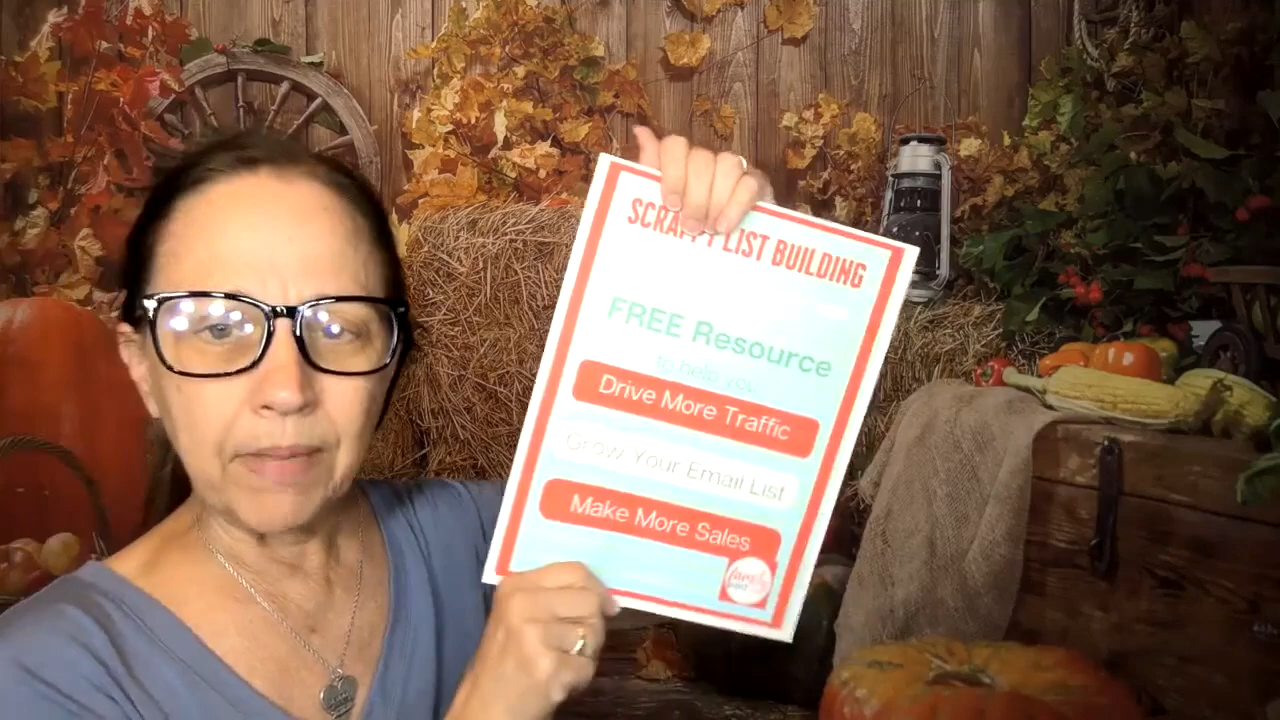 SCRAPPY LIST BUILDING
FREE Resource
to help you
Drive More Traffic
Grow Your Email List
Make More Sales